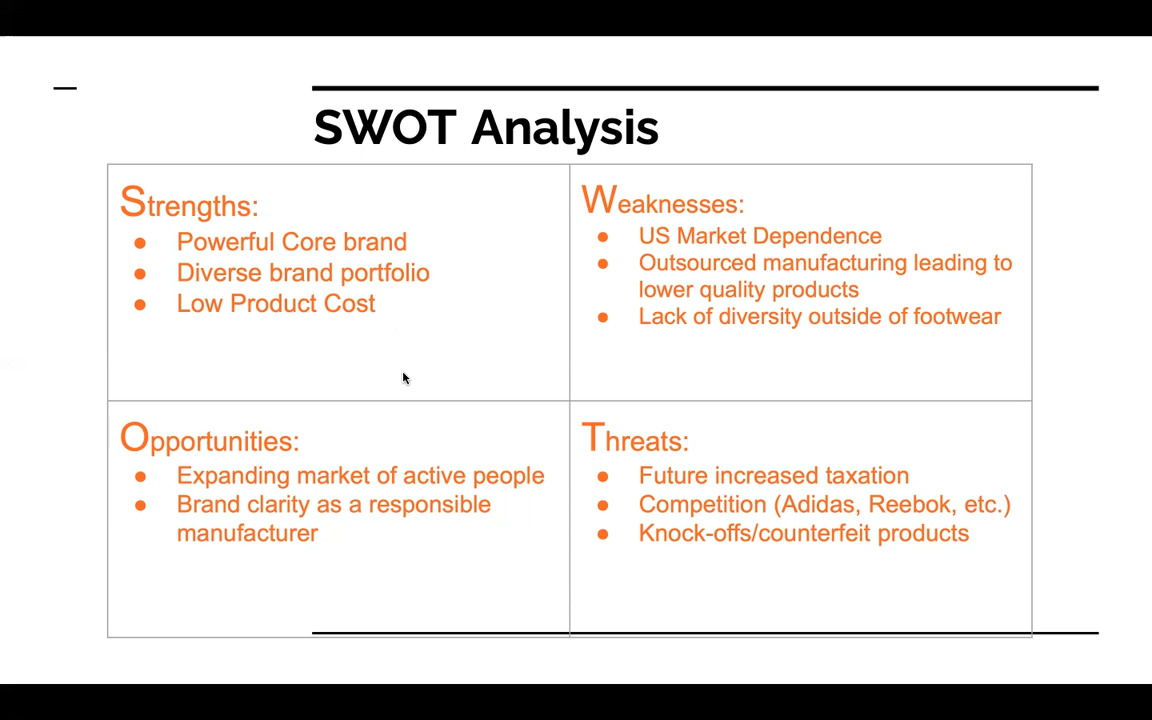 SWOT Analysis
Strengths:
● Powerful Core brand
● Diverse brand portfolio
● Low Product Cost
Weaknesses:
● US Market Dependence
● Outsourced manufacturing leading to
lower quality products
● Lack of diversity outside of footwear
Opportunities:
● Expanding market of active people
● Brand clarity as a responsible
manufacturer
Threats:
● Future increased taxation
● Competition (Adidas, Reebok, etc.)
● Knock-offs/counterfeit products